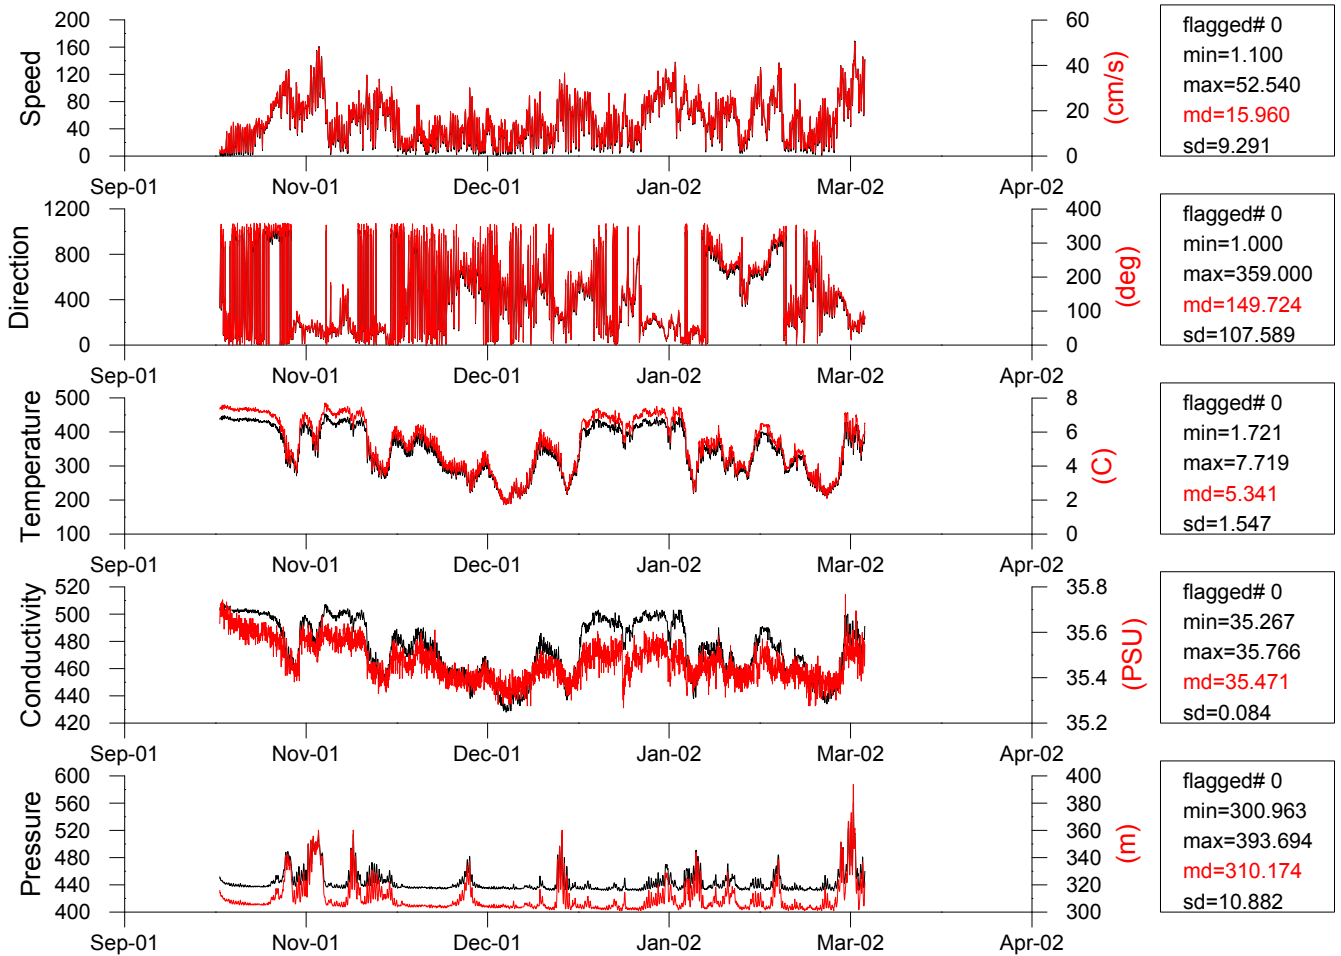 200
160
120
80
40
0
Speed
60
40
20
0
(cm/s)
Sep-01 Nov-01 Dec-01 Jan-02 Mar-02 Apr-02
flagged# 0
min=1.100
max=52.540
md=15.960
sd=9.291
1200
800
400
0
Direction
400
300
200
100
0
(deg)
Sep-01 Nov-01 Dec-01 Jan-02 Mar-02 Apr-02
flagged# 0
min=1.000
max=359.000
md=149.724
sd=107.589
500
400
300
200
100
Temperature
8
6
4
2
0
(C)
Sep-01 Nov-01 Dec-01 Jan-02 Mar-02 Apr-02
flagged# 0
min=1.721
max=7.719
md=5.341
sd=1.547
520
500
480
460
440
420
Conductivity
35.8
35.6
35.4
35.2
(PSU)
Sep-01 Nov-01 Dec-01 Jan-02 Mar-02 Apr-02
flagged# 0
min=35.267
max=35.766
md=35.471
sd=0.084
600
560
520
480
440
400
Pressure
400
380
360
340
320
300
(m)
Sep-01 Nov-01 Dec-01 Jan-02 Mar-02 Apr-02
flagged# 0
min=300.963
max=393.694
md=310.174
sd=10.882